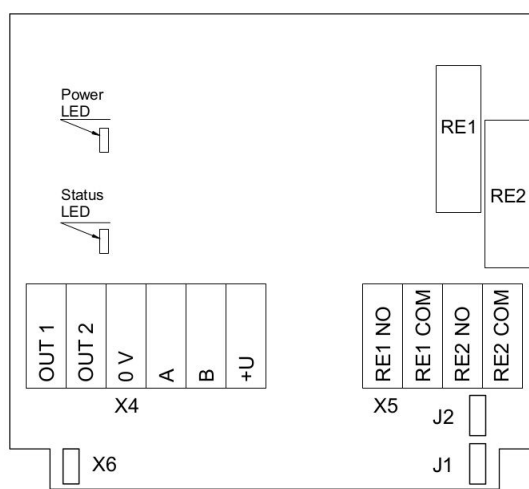 Power
LED
RE1
RE2
Status
LED
OUT 1
OUT 2
0 V
A
B
+U
RE1 NO
RE1 COM
RE2 NO
RE2 COM
X4
X5
J2
X6
J1